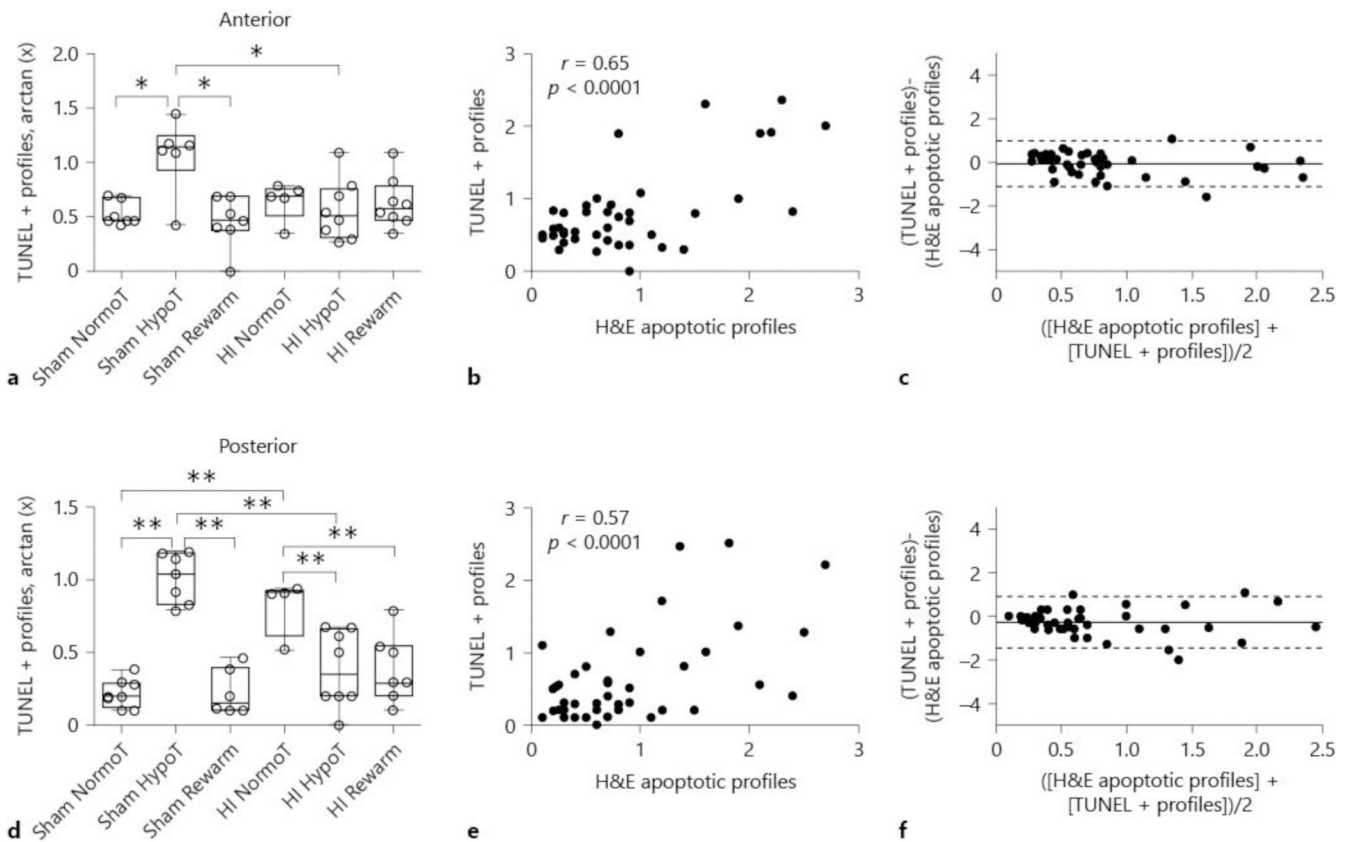 Anterior
TUNEL + profiles, arctan (x)
2.0
1.5
1.0
0.5
0
*
*
*
Sham NormoT
Sham HypoT
Sham Rewarm
HI NormoT
HI HypoT
HI Rewarm
a
TUNEL + profiles
3
2
1
0
r = 0.65
p < 0.0001
0
1
2
3
H&E apoptotic profiles
b
(TUNEL + profiles)-
(H&E apoptotic profiles)
4
2
0
−2
−4
0
0.5
1.0
1.5
2.0
2.5
([H&E apoptotic profiles] +
[TUNEL + profiles])/2
c
Posterior
TUNEL + profiles, arctan (x)
1.5
1.0
0.5
0
**
**
**
**
**
**
Sham NormoT
Sham HypoT
Sham Rewarm
HI NormoT
HI HypoT
HI Rewarm
d
TUNEL + profiles
3
2
1
0
r = 0.57
p < 0.0001
0
1
2
3
H&E apoptotic profiles
e
(TUNEL + profiles)-
(H&E apoptotic profiles)
4
2
0
−2
−4
0
0.5
1.0
1.5
2.0
2.5
([H&E apoptotic profiles] +
[TUNEL + profiles])/2
f